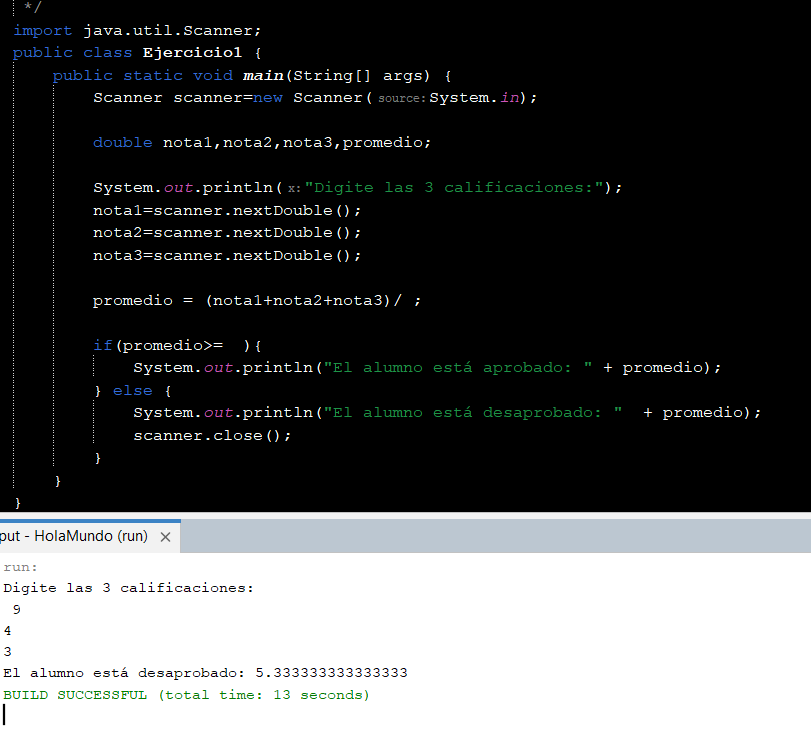 */
import java.util.Scanner;
public class Ejercicio1 {
public static void main(String[] args) {
Scanner scanner=new Scanner( source: System.in);
double nota1,nota2,nota3,promedio;
System.out.println( x: "Digite las 3 calificaciones:");
nota1=scanner.nextDouble();
nota2=scanner.nextDouble();
nota3=scanner.nextDouble();
promedio = (nota1+nota2+nota3)/ ;
if(promedio>=  ){
System.out.println("El alumno está aprobado: " + promedio);
} else {
System.out.println("El alumno está desaprobado: "  + promedio);
scanner.close();
}
}
}
put - HolaMundo (run) ×
run:
Digite las 3 calificaciones:
9
4
3
El alumno está desaprobado: 5.333333333333333
BUILD SUCCESSFUL (total time: 13 seconds)